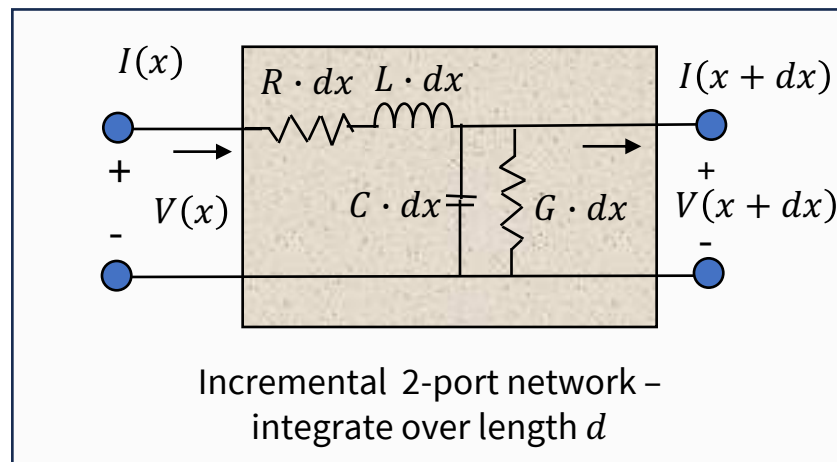 I(x)
R · dx L · dx
I(x + dx)
+
+
V(x)
C · dx
G · dx
V(x + dx)
-
-
Incremental 2-port network –
integrate over length d